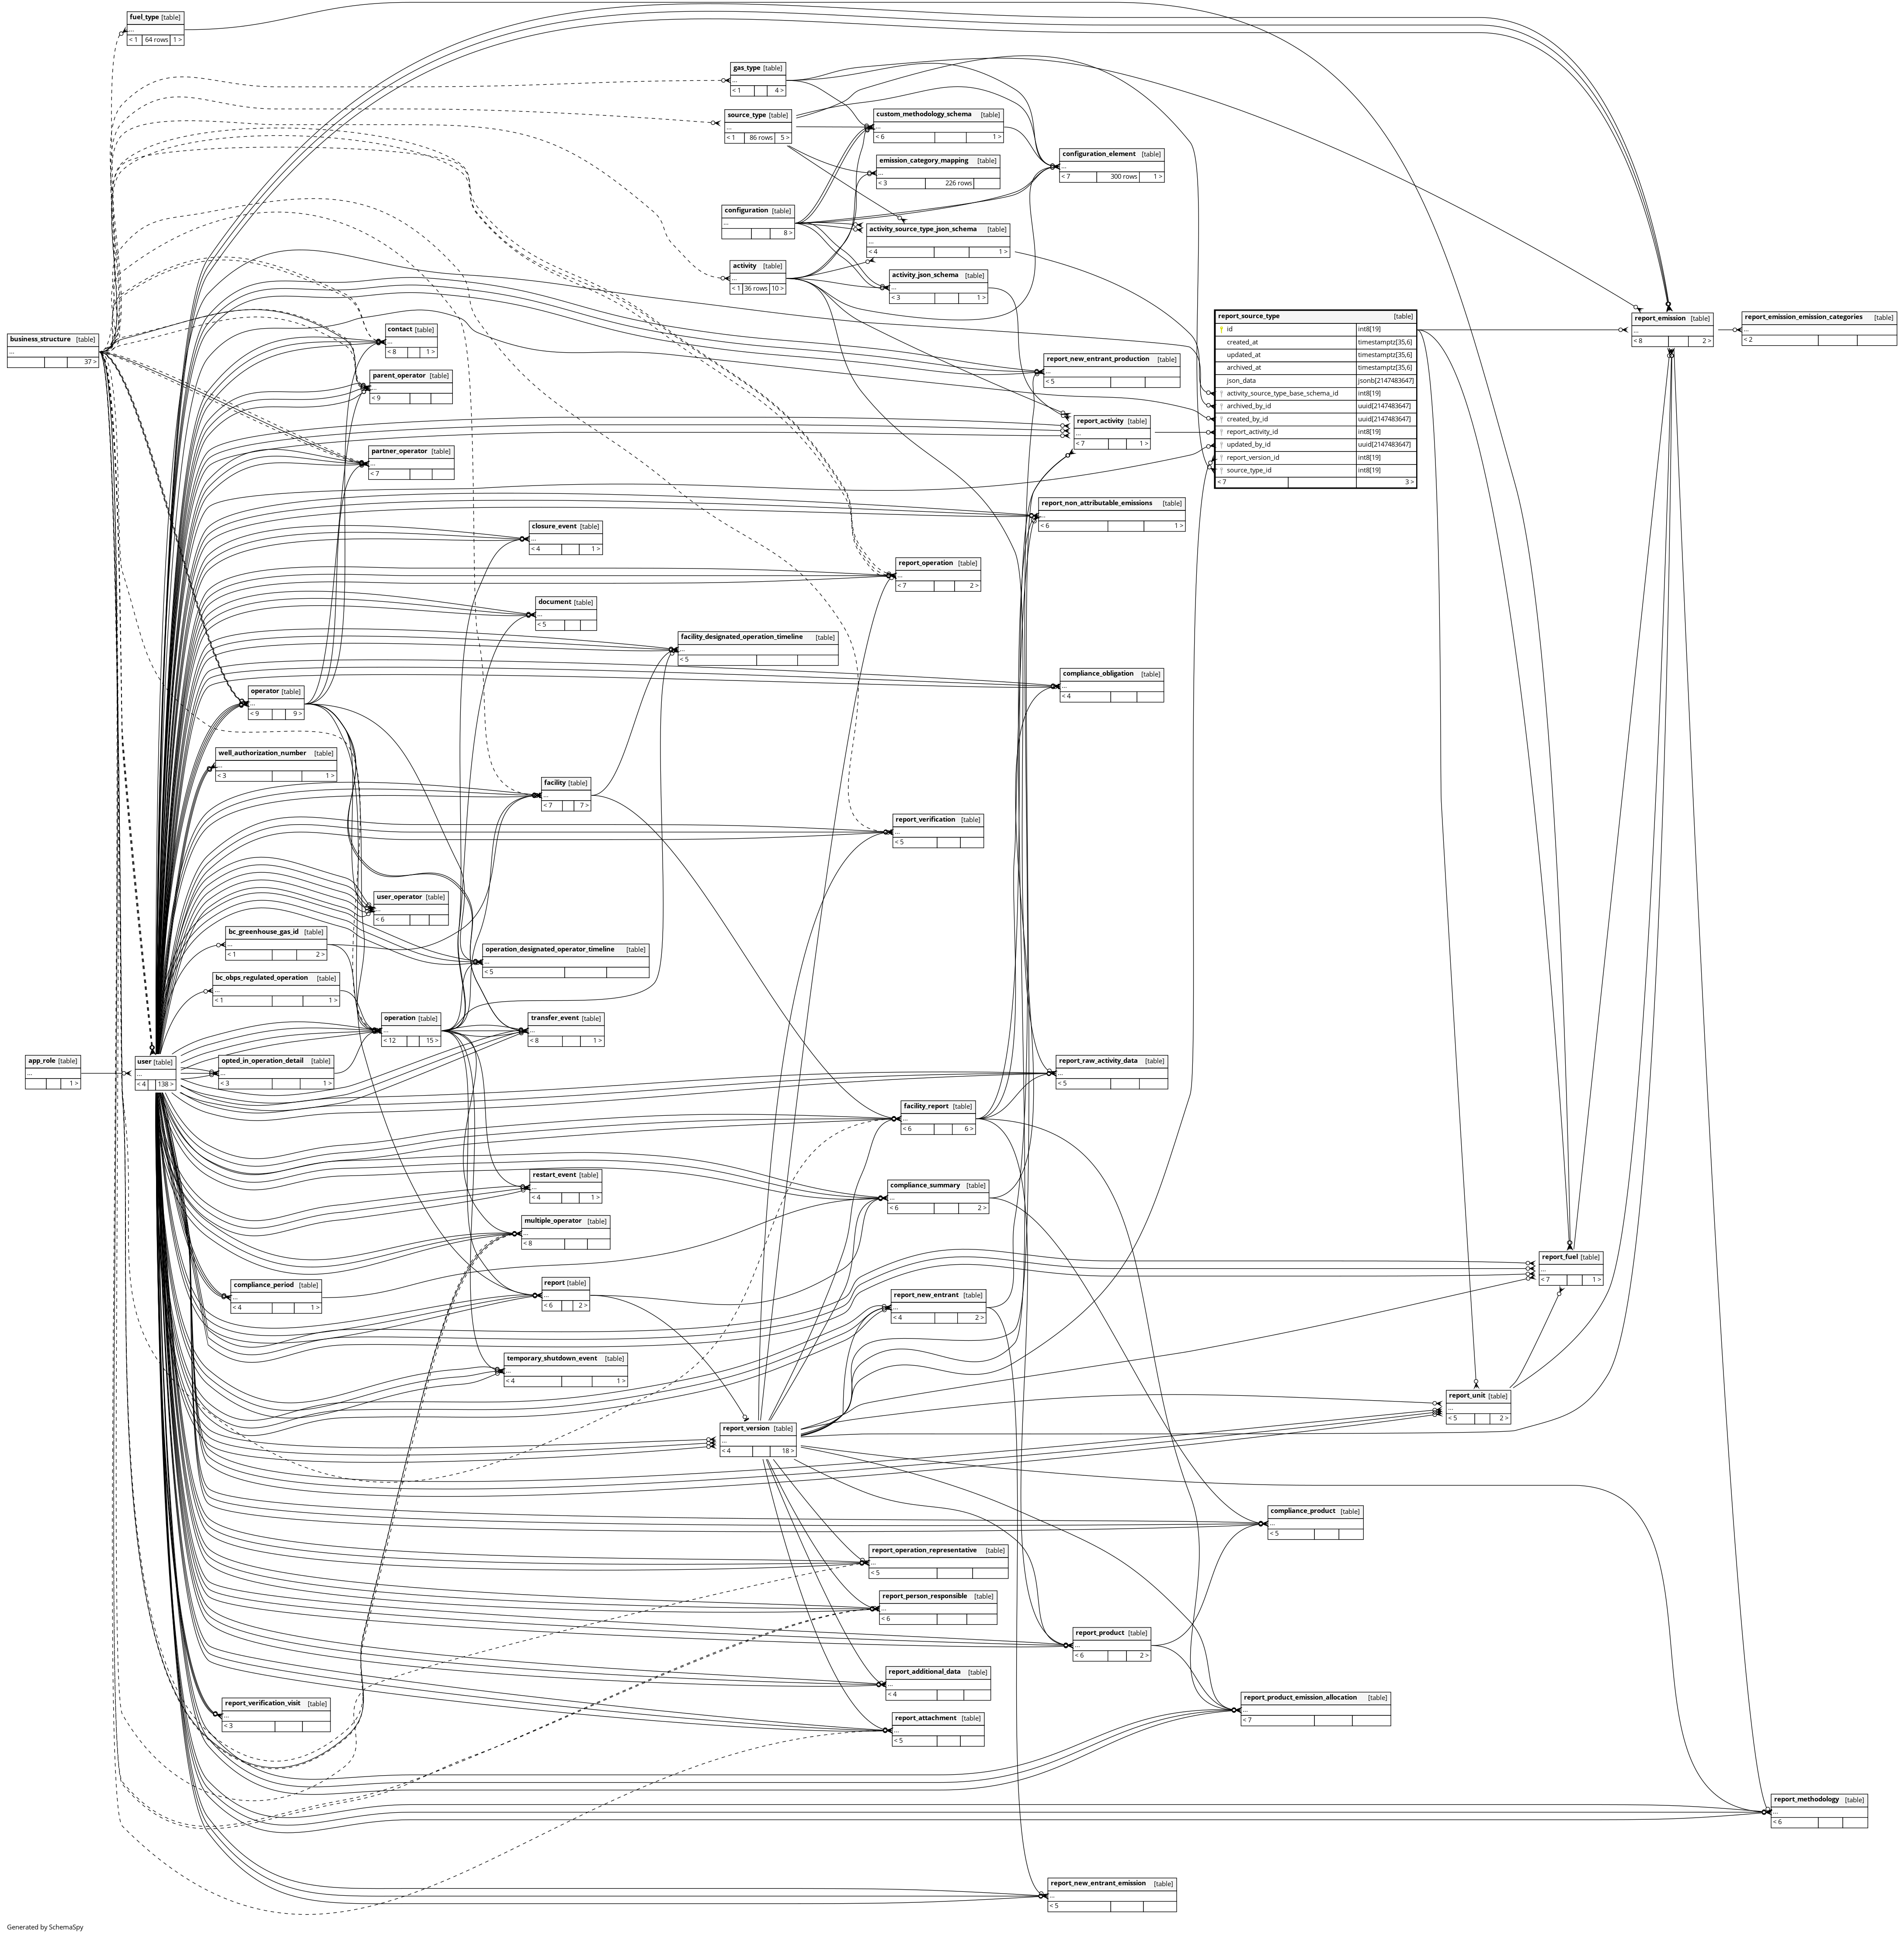 fuel_type [table]
...
< 1 64 rows 1 >
gas_type [table]
...
< 1 4 >
source_type [table]
...
< 1 86 rows 5 >
custom_methodology_schema [table]
...
< 6 1 >
emission_category_mapping [table]
...
< 3 226 rows
configuration_element [table]
...
< 7 300 rows 1 >
configuration [table]
...
8 >
activity_source_type_json_schema [table]
...
< 4 1 >
activity [table]
...
< 1 36 rows 10 >
activity_json_schema [table]
...
< 3 1 >
business_structure [table]
...
37 >
contact [table]
...
< 8 1 >
parent_operator [table]
...
< 9
partner_operator [table]
...
< 7
report_new_entrant_production [table]
...
< 5
report_activity [table]
...
< 7 1 >
report_source_type [table]
id int8[19]
created_at timestamptz[35,6]
updated_at timestamptz[35,6]
archived_at timestamptz[35,6]
json_data jsonb[2147483647]
activity_source_type_base_schema_id int8[19]
archived_by_id uuid[2147483647]
created_by_id uuid[2147483647]
report_activity_id int8[19]
updated_by_id uuid[2147483647]
report_version_id int8[19]
source_type_id int8[19]
< 7 3 >
report_emission [table]
...
< 8 2 >
report_emission_emission_categories [table]
...
< 2
report_non_attributable_emissions [table]
...
< 6 1 >
closure_event [table]
...
< 4 1 >
report_operation [table]
...
< 7 2 >
document [table]
...
< 5
facility_designated_operation_timeline [table]
...
< 5
compliance_obligation [table]
...
< 4
operator [table]
...
< 9 9 >
well_authorization_number [table]
...
< 3 1 >
facility [table]
...
< 7 7 >
report_verification [table]
...
< 5
user_operator [table]
...
< 6
bc_greenhouse_gas_id [table]
...
< 1 2 >
operation_designated_operator_timeline [table]
...
< 5
bc_obps_regulated_operation [table]
...
< 1 1 >
operation [table]
...
< 12 15 >
transfer_event [table]
...
< 8 1 >
app_role [table]
...
1 >
user [table]
...
< 4 138 >
opted_in_operation_detail [table]
...
< 3 1 >
report_raw_activity_data [table]
...
< 5
facility_report [table]
...
< 6 6 >
restart_event [table]
...
< 4 1 >
compliance_summary [table]
...
< 6 2 >
multiple_operator [table]
...
< 8
report_fuel [table]
...
< 7 1 >
compliance_period [table]
...
< 4 1 >
report [table]
...
< 6 2 >
report_new_entrant [table]
...
< 4 2 >
temporary_shutdown_event [table]
...
< 4 1 >
report_unit [table]
...
< 5 2 >
report_version [table]
...
< 4 18 >
compliance_product [table]
...
< 5
report_operation_representative [table]
...
< 5
report_person_responsible [table]
...
< 6
report_product [table]
...
< 6 2 >
report_additional_data [table]
...
< 4
report_verification_visit [table]
...
< 3
report_product_emission_allocation [table]
...
< 7
report_attachment [table]
...
< 5
report_methodology [table]
...
< 6
report_new_entrant_emission [table]
...
< 5
Generated by SchemaSpy